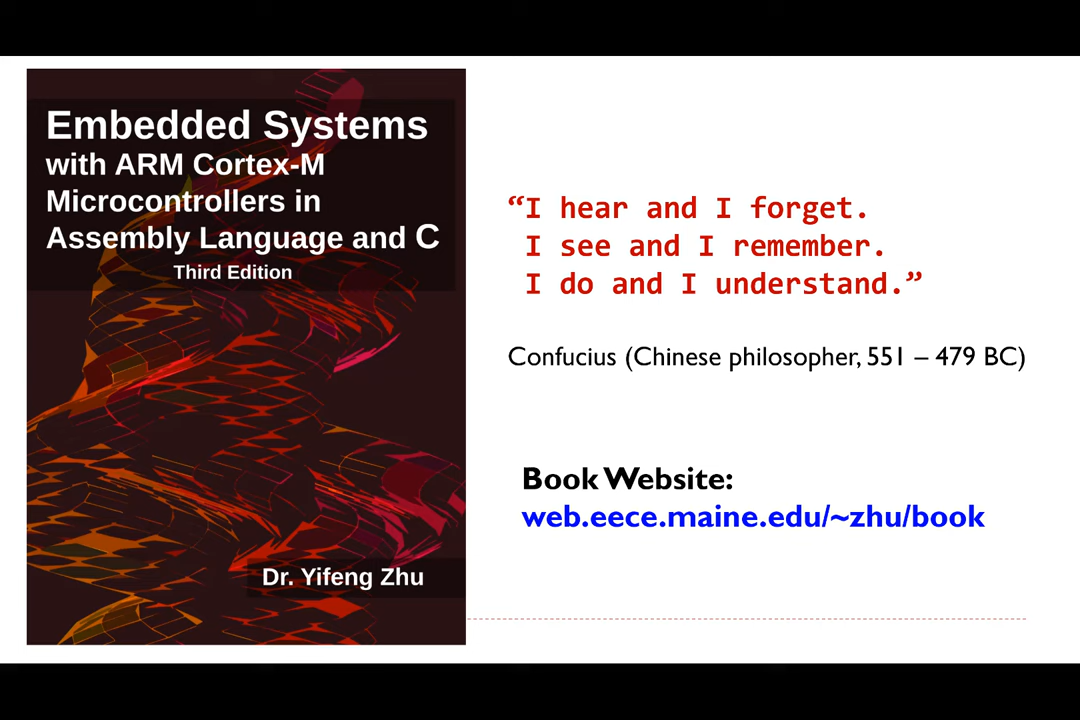 Embedded Systems
with ARM Cortex-M
Microcontrollers in
Assembly Language and C
Third Edition
Dr. Yifeng Zhu
“I hear and I forget.
I see and I remember.
I do and I understand.”
Confucius (Chinese philosopher, 551 – 479 BC)
Book Website:
web.eece.maine.edu/~zhu/book